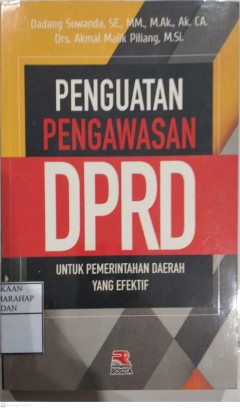 Dadang Suwanda, SE., MM., M.Ak., Ak. CA.
Drs. Akmal Malik Piliang, M.Si.
PENGUATAN
PENGAWASAN
DPRD
UNTUK PEMERINTAHAN DAERAH
YANG EFEKTIF
KAAN
HARAHAP
DAN